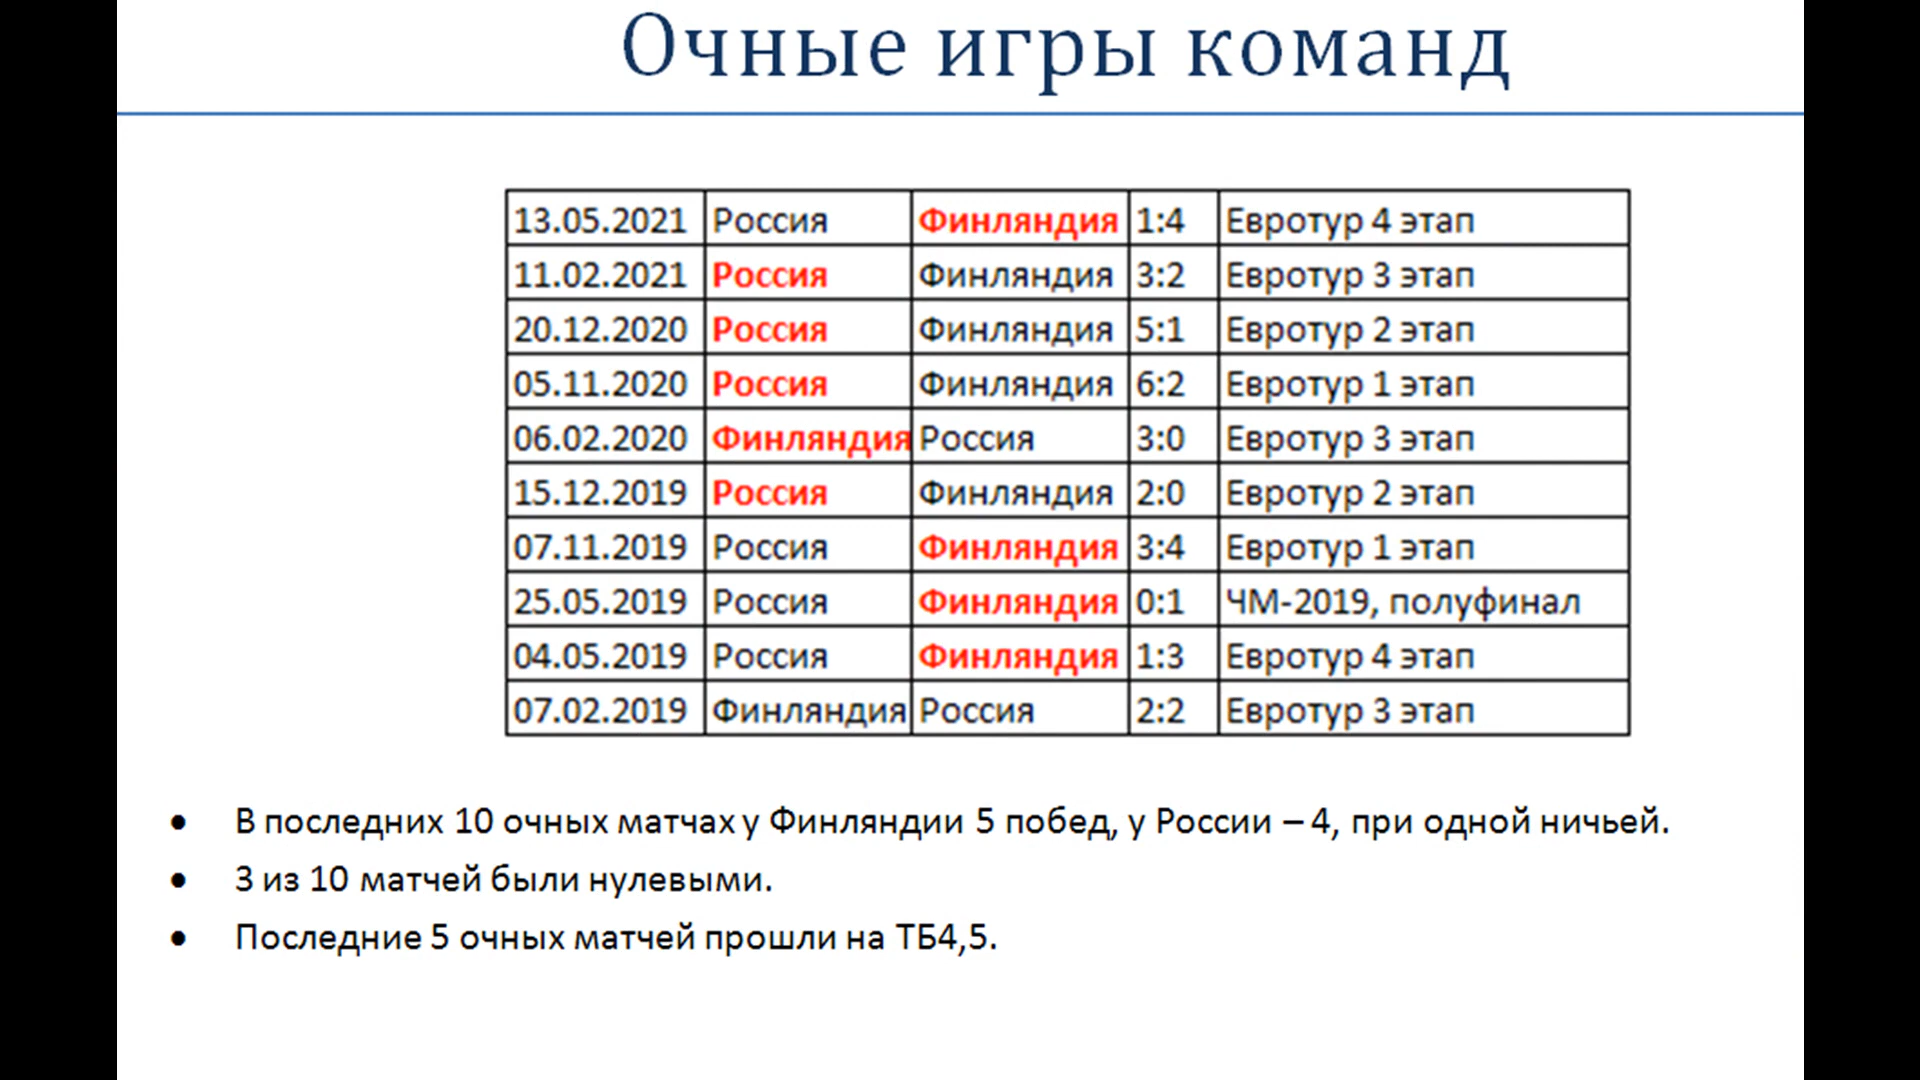 Очные игры команд
13.05.2021 Россия Финляндия 1:4 Евротур 4 этап
11.02.2021 Россия Финляндия 3:2 Евротур 3 этап
20.12.2020 Россия Финляндия 5:1 Евротур 2 этап
05.11.2020 Россия Финляндия 6:2 Евротур 1 этап
06.02.2020 Финляндия Россия 3:0 Евротур 3 этап
15.12.2019 Россия Финляндия 2:0 Евротур 2 этап
07.11.2019 Россия Финляндия 3:4 Евротур 1 этап
25.05.2019 Россия Финляндия 0:1 ЧМ-2019, полуфинал
04.05.2019 Россия Финляндия 1:3 Евротур 4 этап
07.02.2019 Финляндия Россия 2:2 Евротур 3 этап
• В последних 10 очных матчах у Финляндии 5 побед, у России – 4, при одной ничьей.
• 3 из 10 матчей были нулевыми.
• Последние 5 очных матчей прошли на ТБ4,5.